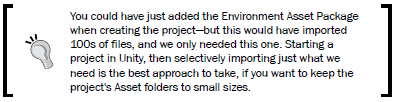 You could have just added the Environment Asset Package
when creating the project—but this would have imported
100s of files, and we only needed this one. Starting a
project in Unity, then selectively importing just what we
need is the best approach to take, if you want to keep the
project's Asset folders to small sizes.